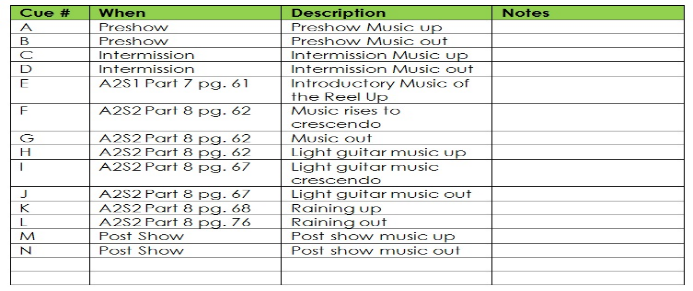 Cue # When Description Notes
A Preshow Preshow Music up
B Preshow Preshow Music out
C Intermission Intermission Music up
D Intermission Intermission Music out
E A2S1 Part 7 pg. 61 Introductory Music of
the Reel Up
F A2S2 Part 8 pg. 62 Music rises to
crescendo
G A2S2 Part 8 pg. 62 Music out
H A2S2 Part 8 pg. 62 Light guitar music up
I A2S2 Part 8 pg. 67 Light guitar music
crescendo
J A2S2 Part 8 pg. 67 Light guitar music out
K A2S2 Part 8 pg. 68 Raining up
L A2S2 Part 8 pg. 76 Raining out
M Post Show Post show music up
N Post Show Post show music out